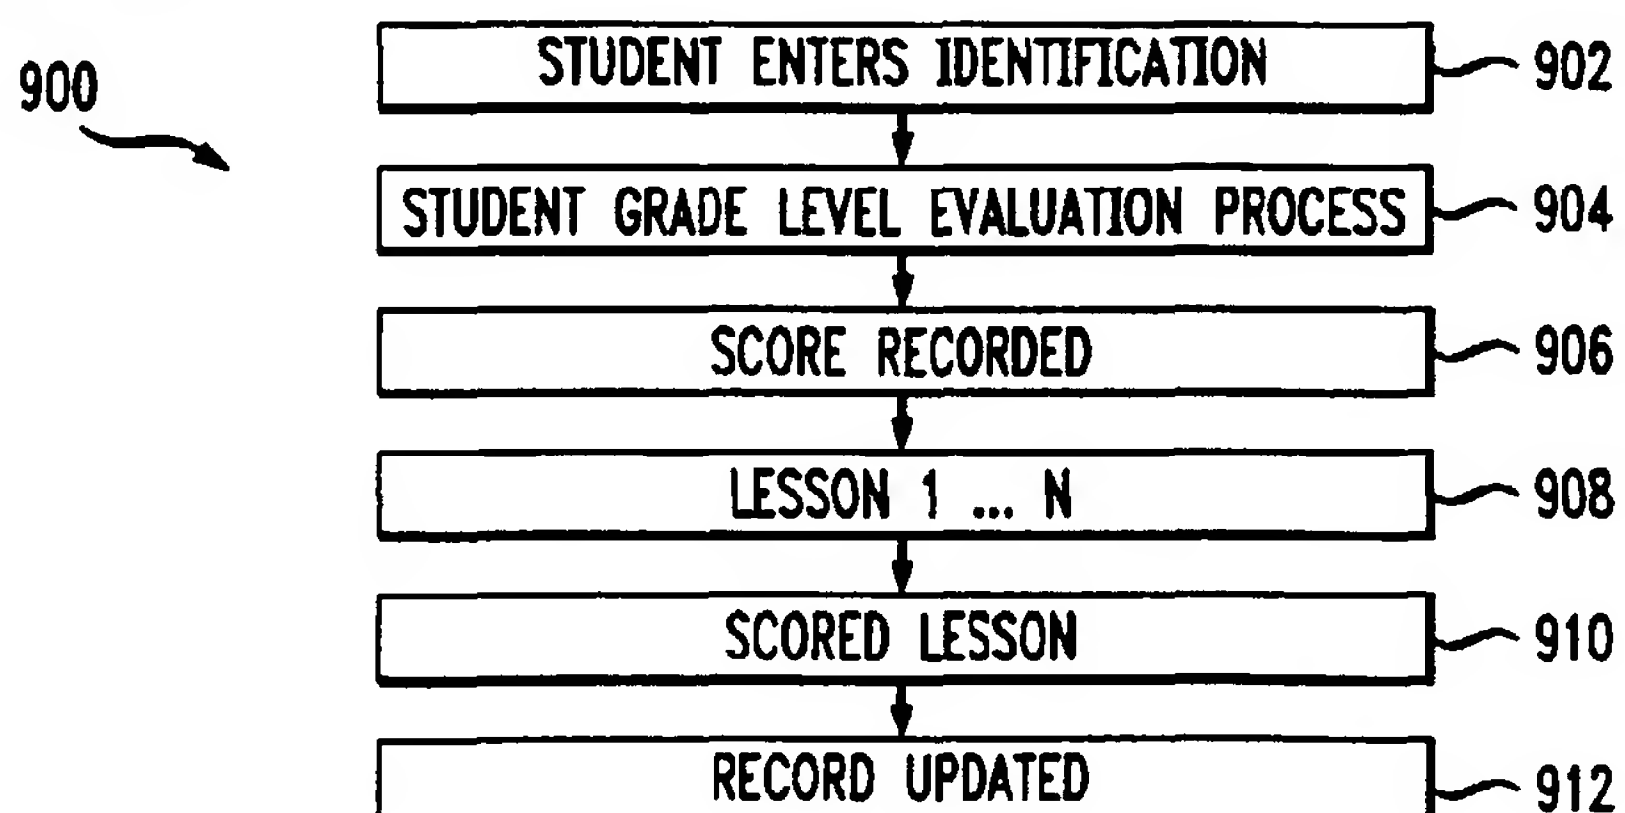 STUDENT ENTERS IDENTIFICATION 902
900
STUDENT GRADE LEVEL EVALUATION PROCESS 904
SCORE RECORDED 906
LESSON 1 ... N 908
SCORED LESSON 910
RECORD UPDATED 912